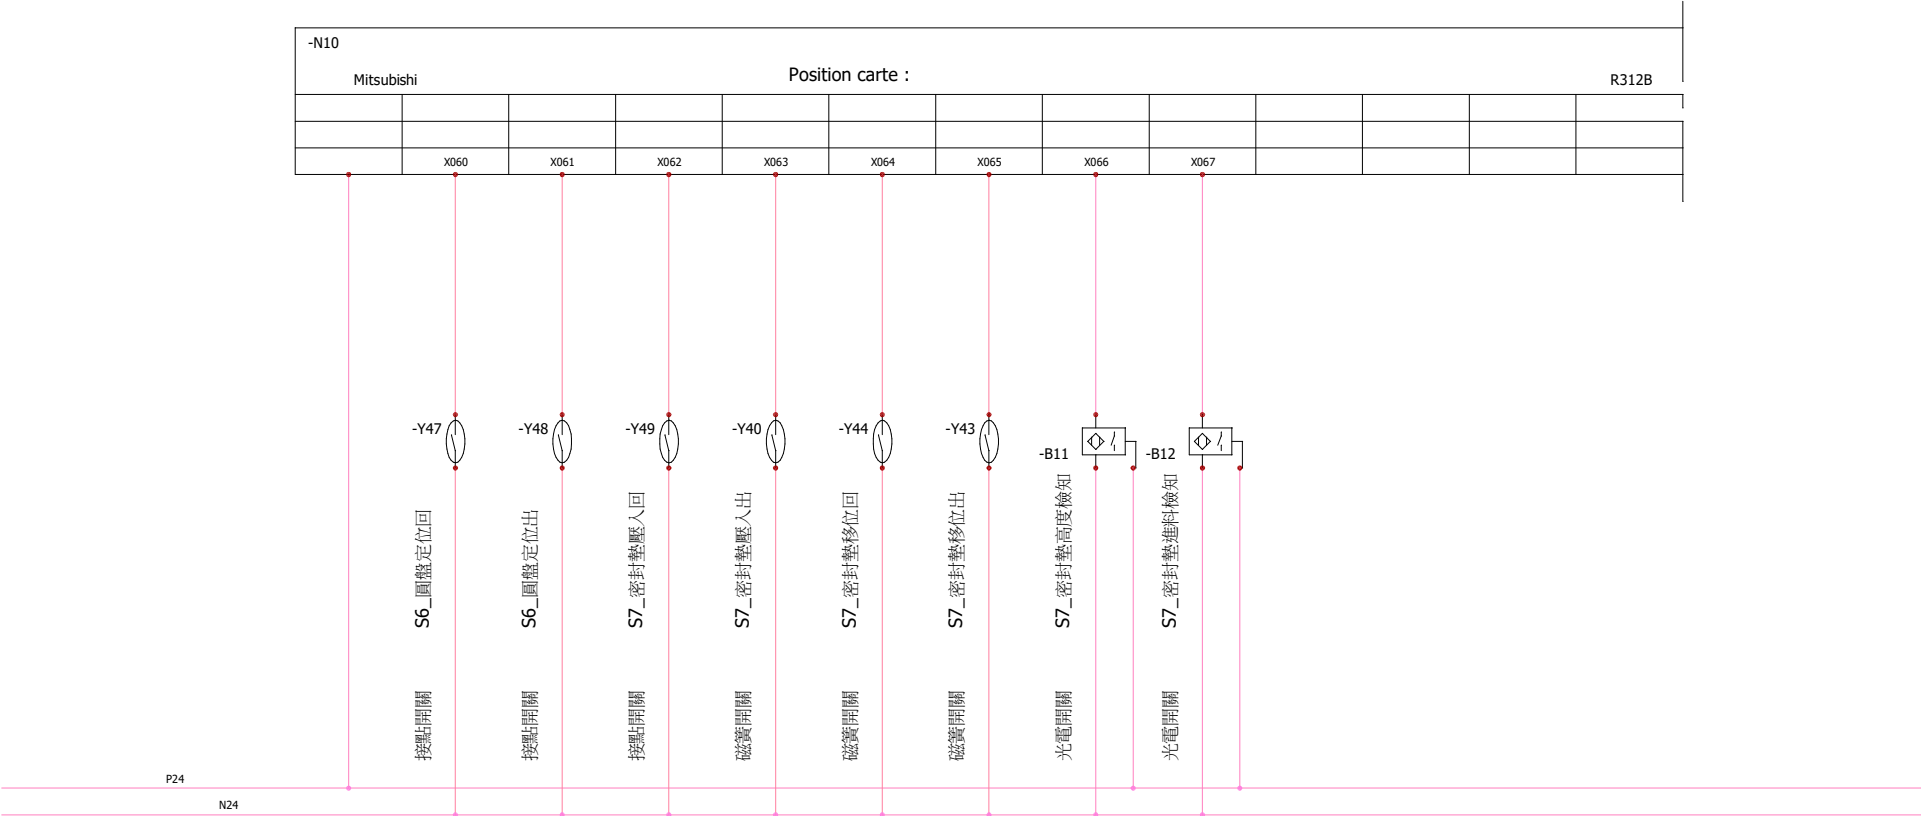 -N10
Mitsubishi
Position carte :
R312B
X060
X061
X062
X063
X064
X065
X066
X067
-Y47
-Y48
-Y49
-Y40
-Y44
-Y43
-B11
-B12
S6_圓盤定位回
S6_圓盤定位出
S7_密封墊壓入回
S7_密封墊壓入出
S7_密封墊移位回
S7_密封墊移位出
S7_密封墊高度檢知
S7_密封墊進料檢知
接點開關
接點開關
接點開關
磁簧開關
磁簧開關
磁簧開關
光電開關
光電開關
P24
N24